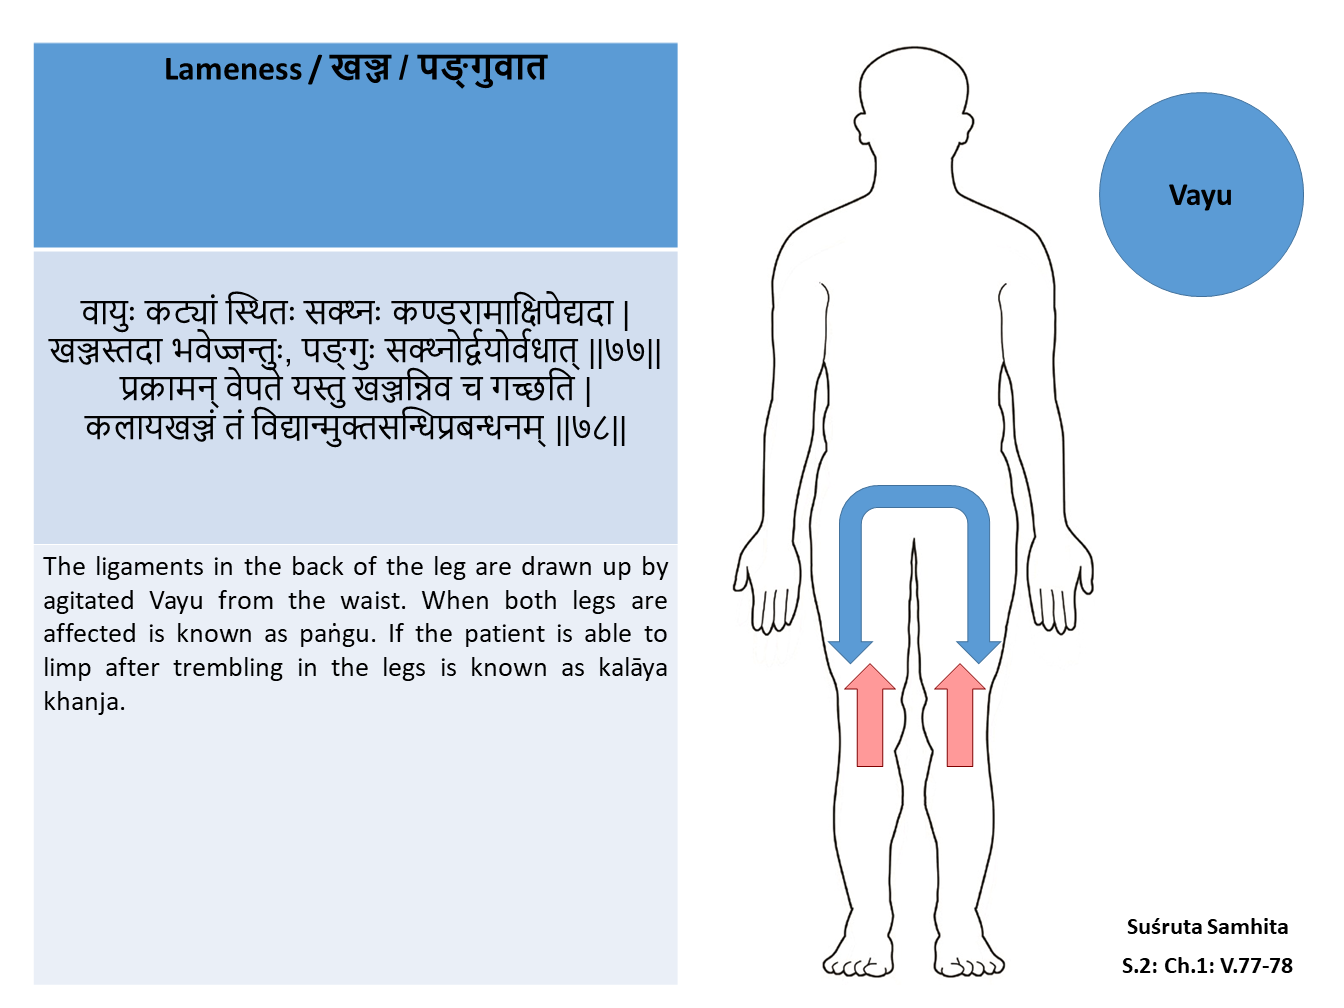 Lameness / खञ्ज / पङ्गुवात
वायुः कट्यां स्थितः सक्थ्नः कण्डरामाक्षिपेद्यदा |
खञ्जस्तदा भवेज्जन्तुः, पङ्गुः सक्थ्नोर्द्वयोर्वधात् ||७७||
प्रक्रामन् वेपते यस्तु खञ्जन्निव च गच्छति |
कलायखञ्जं तं विद्यान्मुक्तसन्धिप्रबन्धनम् ||७८||
The ligaments in the back of the leg are drawn up by
agitated Vayu from the waist. When both legs are
affected is known as paṅgu. If the patient is able to
limp after trembling in the legs is known as kalāya
khanja.
Vayu
Suśruta Samhita
S.2: Ch.1: V.77-78